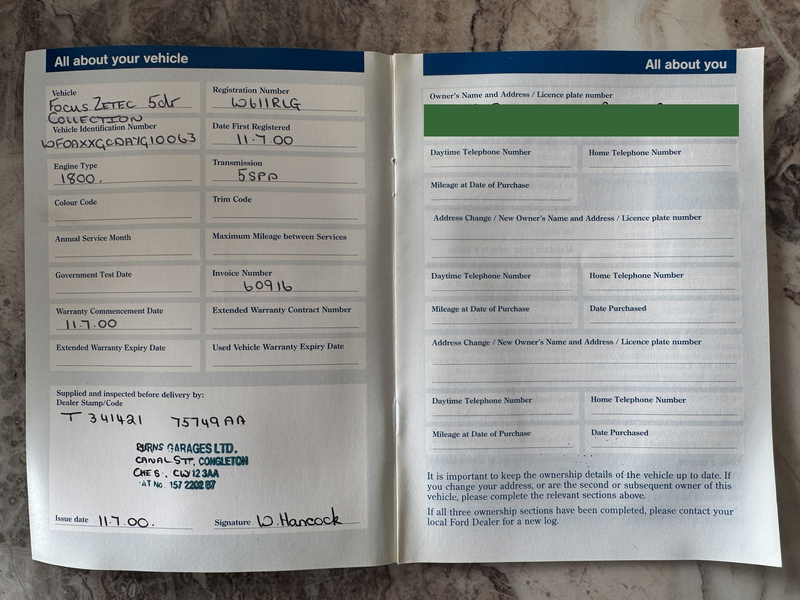 All about your vehicle
Vehicle
Focus ZETEC 5dr
COLLECTION
Registration Number
W611RLG
Vehicle Identification Number
WFOAXXGCDAYG10063
Date First Registered
11.7.00
Engine Type
1800.
Transmission
5SPD
Colour Code
Trim Code
Annual Service Month
Maximum Mileage between Services
Government Test Date
Invoice Number
60916
Warranty Commencement Date
11.7.00
Extended Warranty Contract Number
Extended Warranty Expiry Date
Used Vehicle Warranty Expiry Date
Supplied and inspected before delivery by:
Dealer Stamp/Code
T 341421 75749AA
BURNS GARAGES LTD.
CANAL ST. CONGLETON
CHES. CW12 3AA
VAT No. 157 2202 87
Issue date 11.7.00.
Signature W.Hancock
All about you
Owner's Name and Address / Licence plate number
Daytime Telephone Number
Home Telephone Number
Mileage at Date of Purchase
Address Change / New Owner's Name and Address / Licence plate number
Daytime Telephone Number
Home Telephone Number
Mileage at Date of Purchase
Date Purchased
Address Change / New Owner's Name and Address / Licence plate number
Daytime Telephone Number
Home Telephone Number
Mileage at Date of Purchase
Date Purchased
It is important to keep the ownership details of the vehicle up to date. If
you change your address, or are the second or subsequent owner of this
vehicle, please complete the relevant sections above.
If all three ownership sections have been completed, please contact your
local Ford Dealer for a new log.